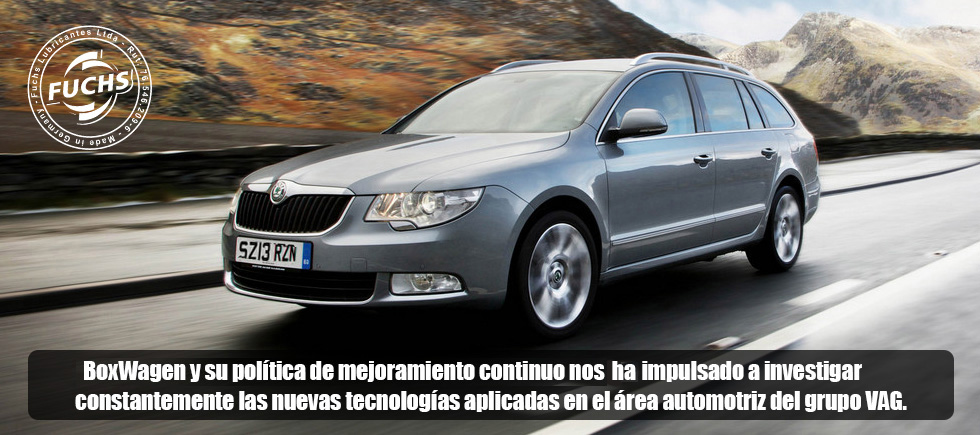 Fuchs Lubricantes Ltda - Rut: 76.546.209-6 - Made in Germany -
FUCHS
SZ13 RZN
BoxWagen y su política de mejoramiento continuo nos ha impulsado a investigar
constantemente las nuevas tecnologías aplicadas en el área automotriz del grupo VAG.